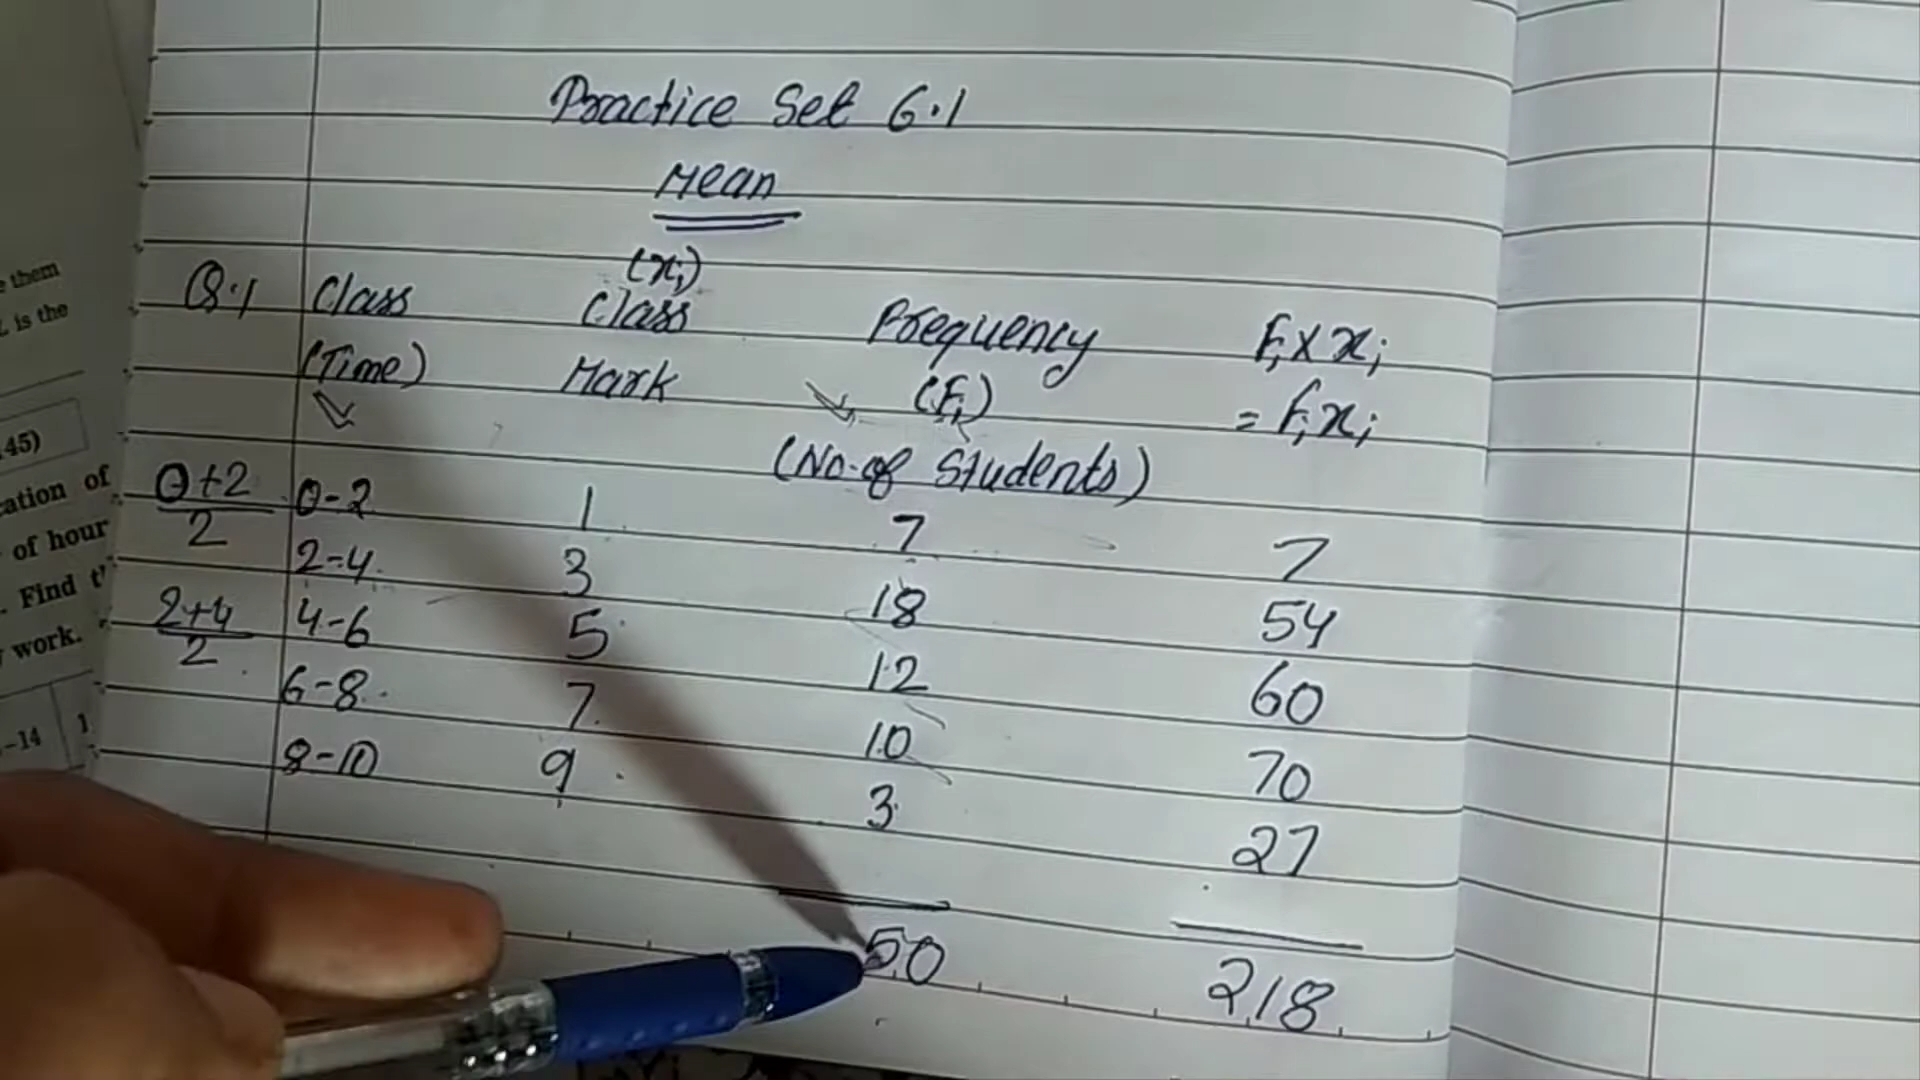 Practice Set 6.1
Mean
(xᵢ)
Q.1 Class Class Frequency Fᵢ × xᵢ
(Time) Mark (Fᵢ) = fᵢxᵢ
(No. of Students)
0+2/2 0-2 1 7 7
2-4 3 18 54
2+4/2 4-6 5 12 60
6-8 7 10 70
8-10 9 3 27
50 218
them
is the
45)
of
of hour
Find
work.
-14 1